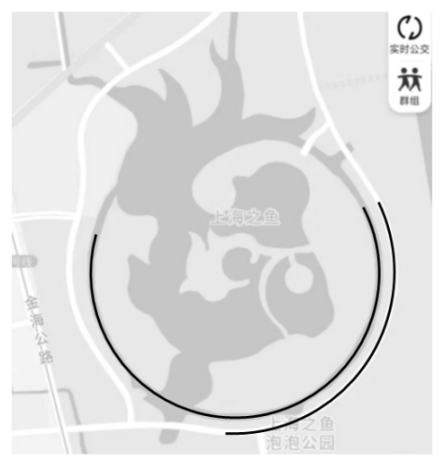 实时公交
群组
上海之鱼
金海公路
上海之鱼
泡泡公园